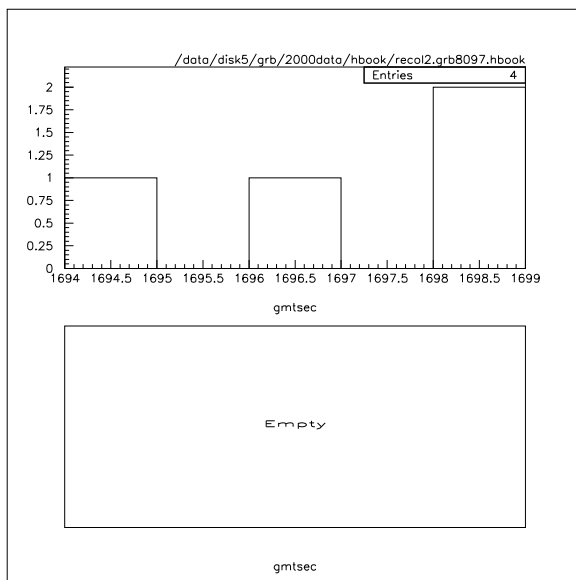 /data/disk5/grb/2000data/hbook/recol2.grb8097.hbook
Entries 4
2
1.75
1.5
1.25
1
0.75
0.5
0.25
0
1694 1694.5 1695 1695.5 1696 1696.5 1697 1697.5 1698 1698.5 1699
gmtsec
Empty
gmtsec